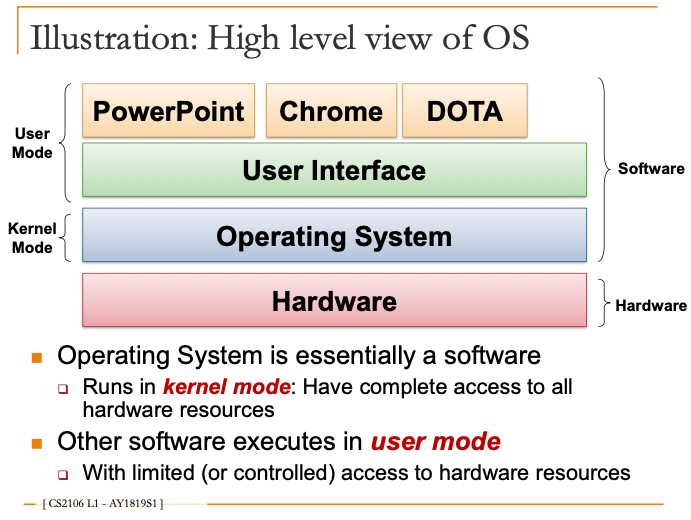 Illustration: High level view of OS
PowerPoint
Chrome
DOTA
User
Mode
User Interface
Software
Kernel
Mode
Operating System
Hardware
Hardware
Operating System is essentially a software
Runs in kernel mode: Have complete access to all
hardware resources
Other software executes in user mode
With limited (or controlled) access to hardware resources
[ CS2106 L1 - AY1819S1 ]